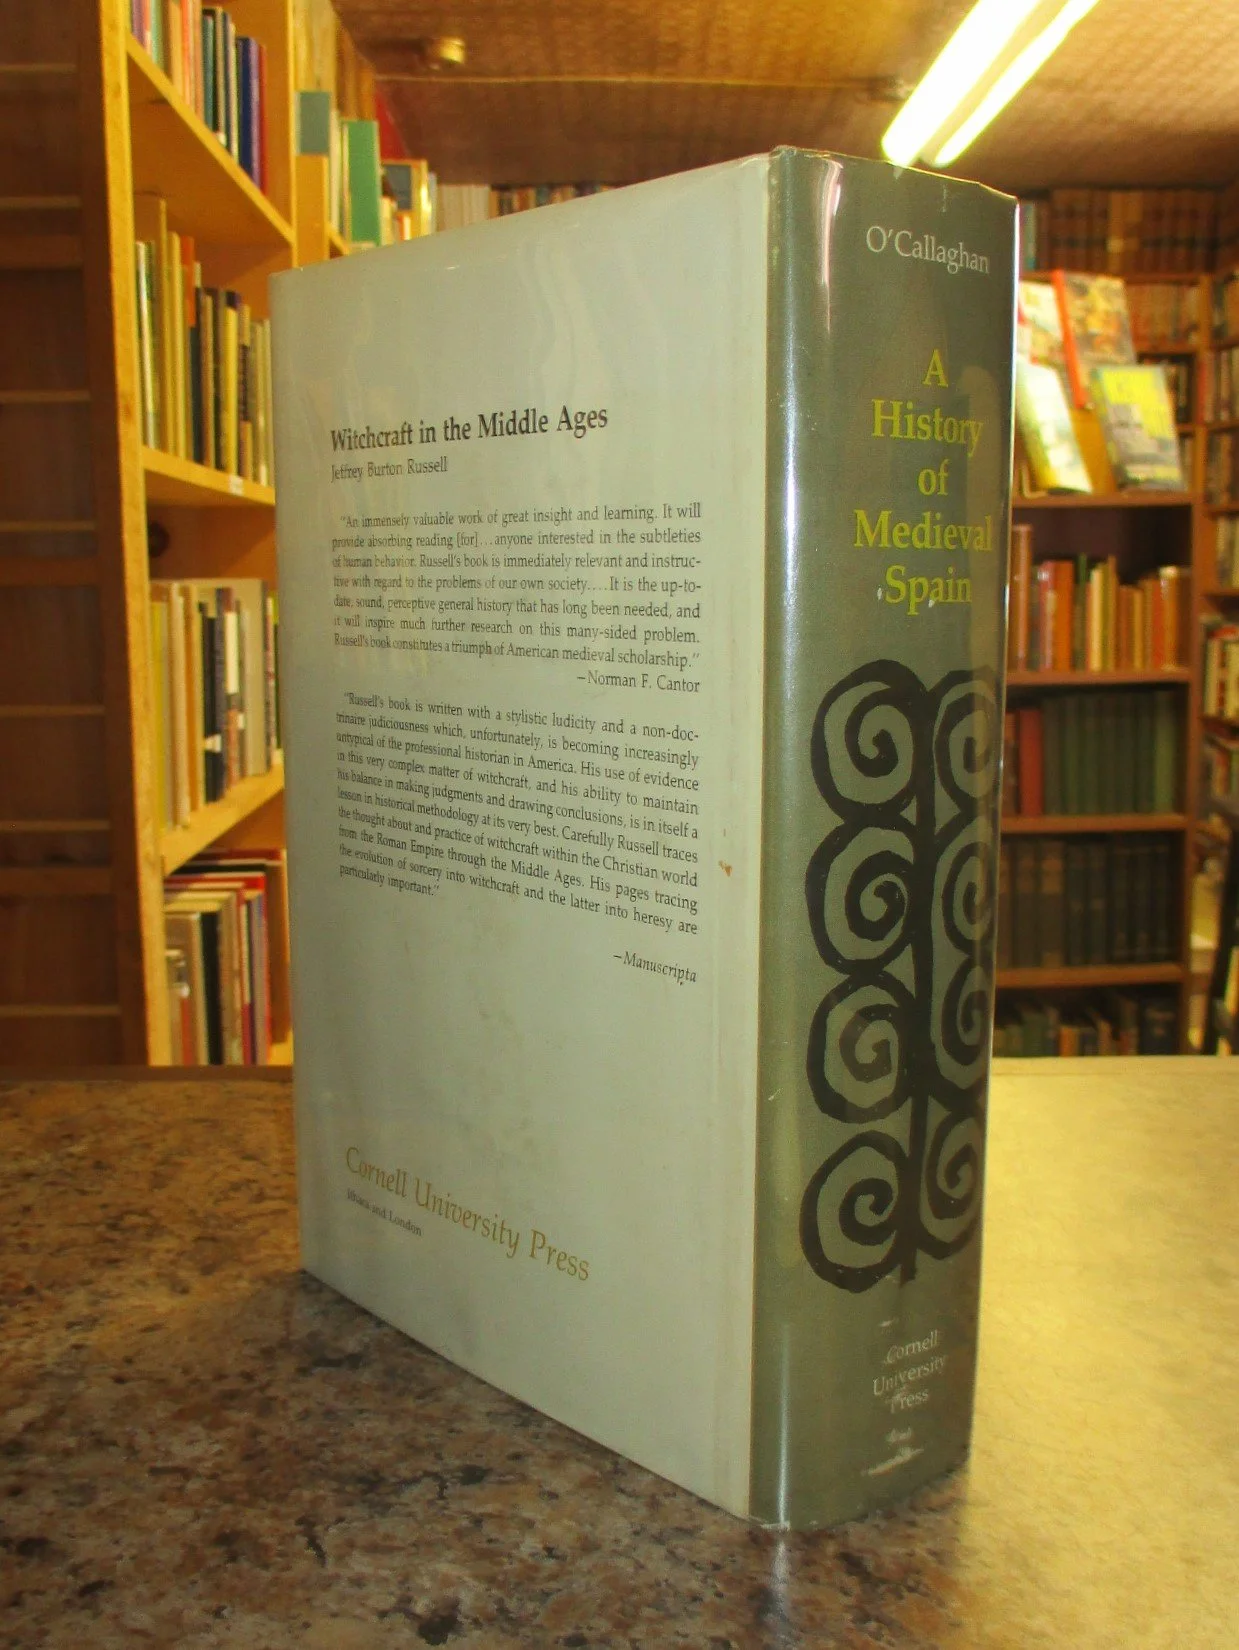 Witchcraft in the Middle Ages
Jeffrey Burton Russell
"An immensely valuable work of great insight and learning. It will
provide absorbing reading [for]... anyone interested in the subtleties
of human behavior. Russell's book is immediately relevant and instruc-
tive with regard to the problems of our own society.... It is the up-to-
date, sound, perceptive general history that has long been needed, and
it will inspire much further research on this many-sided problem.
Russell's book constitutes a triumph of American medieval scholarship."
—Norman F. Cantor
"Russell's book is written with a stylistic ludicity and a non-doc-
trinaire judiciousness which, unfortunately, is becoming increasingly
untypical of the professional historian in America. His use of evidence
in this very complex matter of witchcraft, and his ability to maintain
his balance in making judgments and drawing conclusions, is in itself a
lesson in historical methodology at its very best. Carefully Russell traces
the thought about and practice of witchcraft within the Christian world
from the Roman Empire through the Middle Ages. His pages tracing
the evolution of sorcery into witchcraft and the latter into heresy are
particularly important."
—Manuscripta
Cornell University Press
Ithaca and London
O'Callaghan
A
History
of
Medieval
Spain
Cornell
University
Press